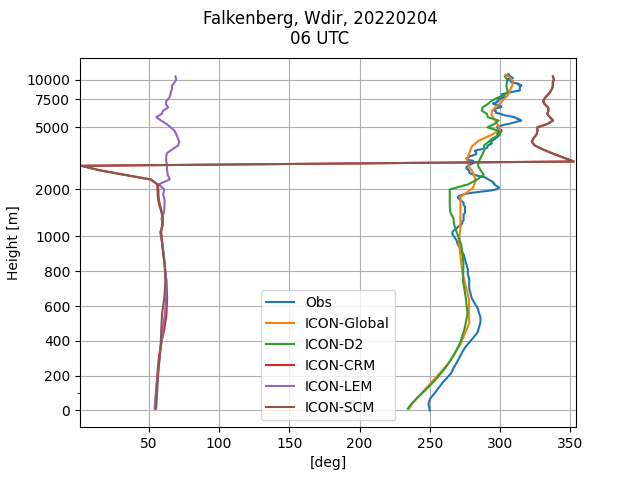 Falkenberg, Wdir, 20220204
06 UTC
Height [m]
10000
7500
5000
2000
1000
800
600
400
200
0
Obs
ICON-Global
ICON-D2
ICON-CRM
ICON-LEM
ICON-SCM
50
100
150
200
250
300
350
[deg]